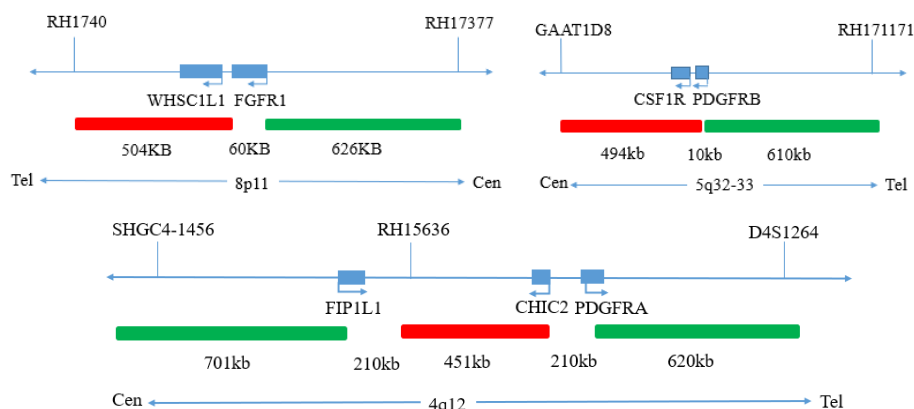 RH1740 RH17377
WHSC1L1 FGFR1
504KB 60KB 626KB
Tel 8p11 Cen
GAAT1D8 RH171171
CSF1R PDGFRB
494kb 10kb 610kb
Cen 5q32-33 Tel
SHGC4-1456 RH15636 D4S1264
FIP1L1 CHIC2 PDGFRA
701kb 210kb 451kb 210kb 620kb
Cen 4q12 Tel